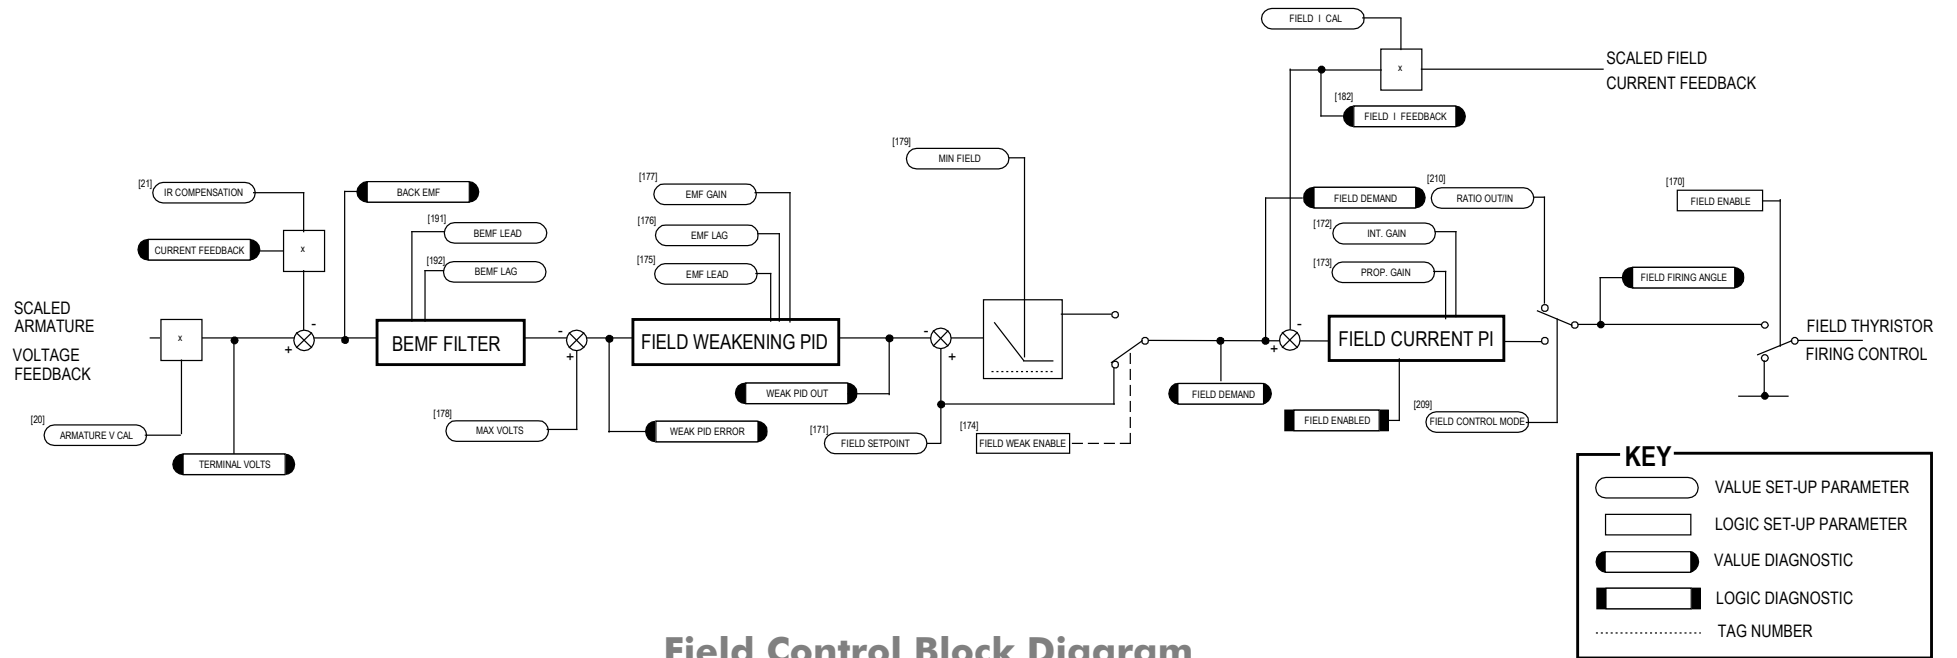 FIELD I CAL
x
SCALED FIELD
CURRENT FEEDBACK
[182]
FIELD I FEEDBACK
[179]
MIN FIELD
[21]
IR COMPENSATION
BACK EMF
[177]
EMF GAIN
FIELD DEMAND
[210]
RATIO OUT/IN
[170]
FIELD ENABLE
[191]
BEMF LEAD
[176]
EMF LAG
[172]
INT. GAIN
CURRENT FEEDBACK
x
[192]
BEMF LAG
[175]
EMF LEAD
[173]
PROP. GAIN
FIELD FIRING ANGLE
SCALED
ARMATURE
VOLTAGE
FEEDBACK
x
-
+
BEMF FILTER
-
+
FIELD WEAKENING PID
-
+
-
+
FIELD CURRENT PI
FIELD THYRISTOR
FIRING CONTROL
WEAK PID OUT
FIELD DEMAND
[20]
ARMATURE V CAL
[178]
MAX VOLTS
WEAK PID ERROR
[171]
FIELD SETPOINT
[174]
FIELD WEAK ENABLE
FIELD ENABLED
[209]
FIELD CONTROL MODE
TERMINAL VOLTS
KEY
VALUE SET-UP PARAMETER
LOGIC SET-UP PARAMETER
VALUE DIAGNOSTIC
LOGIC DIAGNOSTIC
TAG NUMBER
Field Control Block Diagram